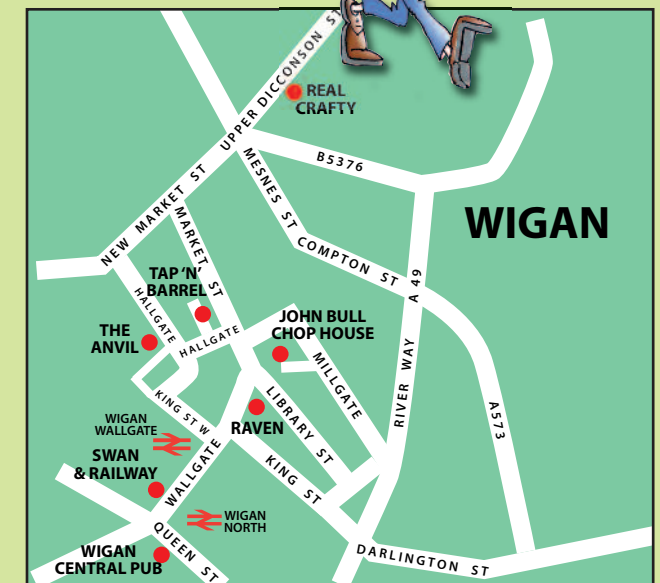 UPPER DICCONSON ST
REAL
CRAFTY
B5376
MESNES ST
NEW MARKET ST
MARKET ST
WIGAN
COMPTON ST
A 49
TAP 'N'
BARREL
HALLGATE
HALLGATE
JOHN BULL
CHOP HOUSE
THE
ANVIL
MILLGATE
RIVER WAY
KING ST W
LIBRARY ST
A573
WIGAN
WALLGATE
RAVEN
SWAN
& RAILWAY
WALLGATE
KING ST
WIGAN
NORTH
QUEEN ST
WIGAN
CENTRAL PUB
DARLINGTON ST